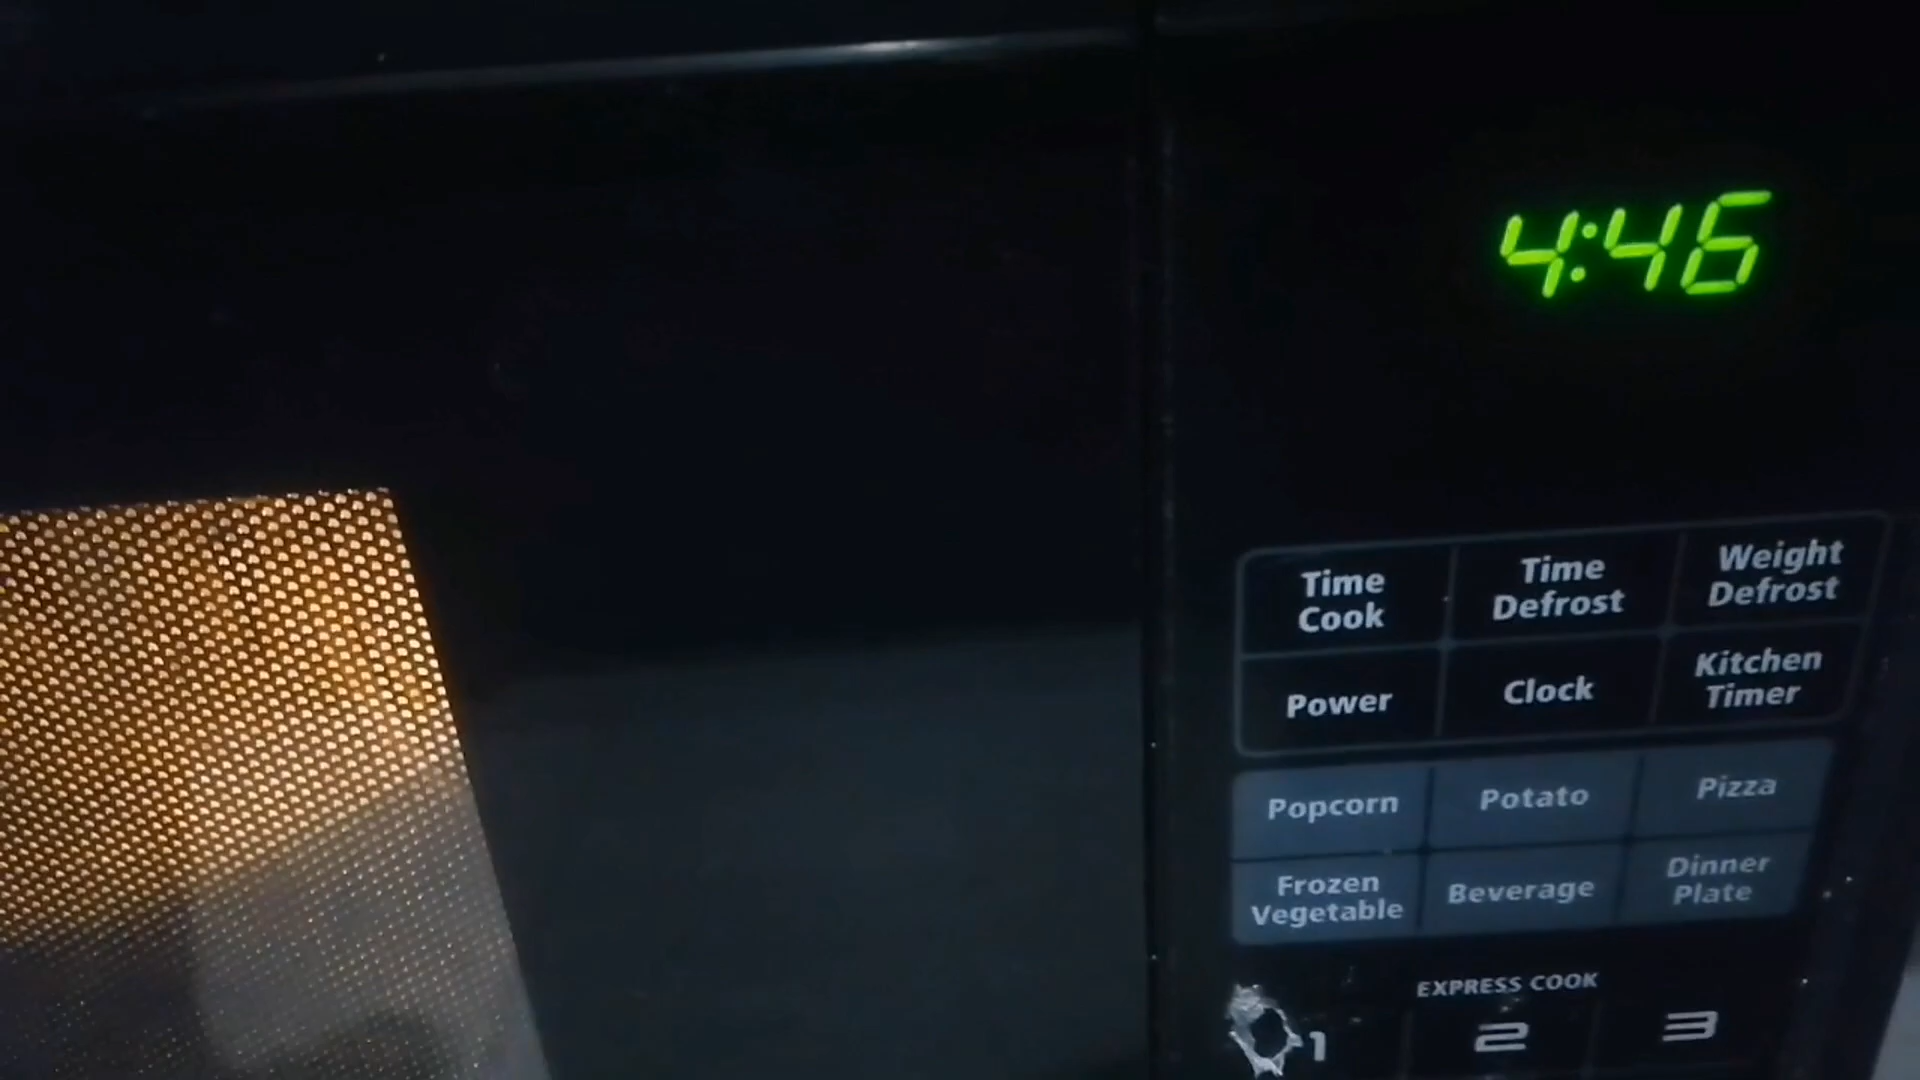 4:46
Time
Cook
Time
Defrost
Weight
Defrost
Power
Clock
Kitchen
Timer
Popcorn
Potato
Pizza
Frozen
Vegetable
Beverage
Dinner
Plate
EXPRESS COOK
1
2
3